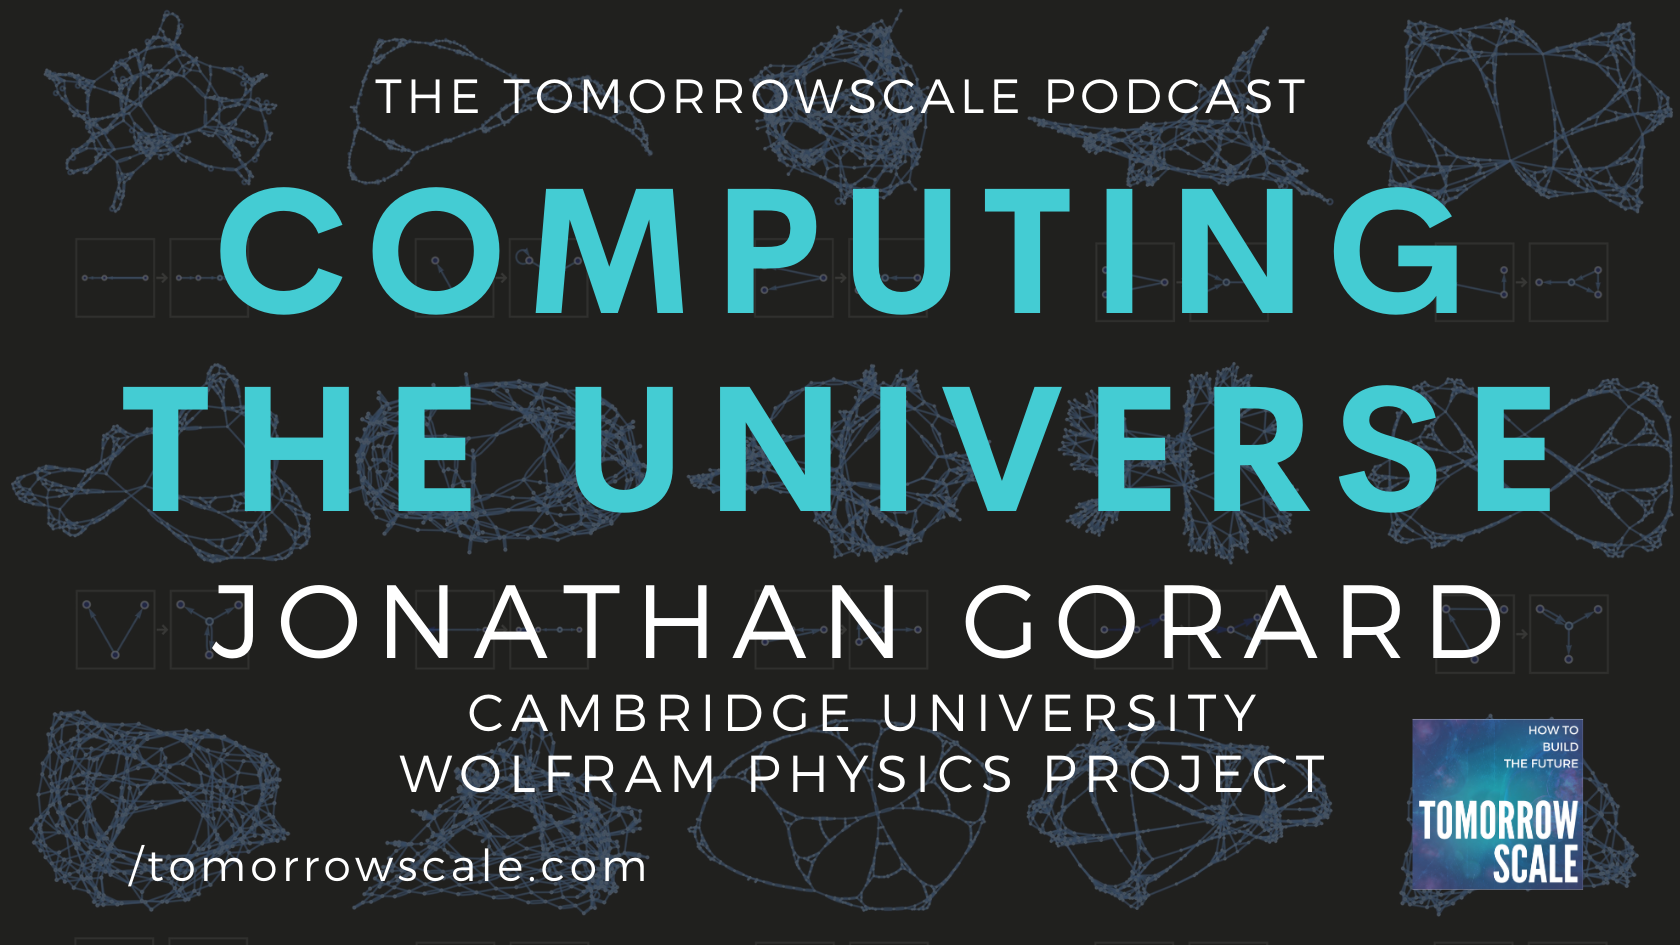 THE TOMORROWSCALE PODCAST
COMPUTING
THE UNIVERSE
JONATHAN GORARD
CAMBRIDGE UNIVERSITY
WOLFRAM PHYSICS PROJECT
/tomorrowscale.com
HOW TO
BUILD
THE FUTURE
TOMORROW
SCALE